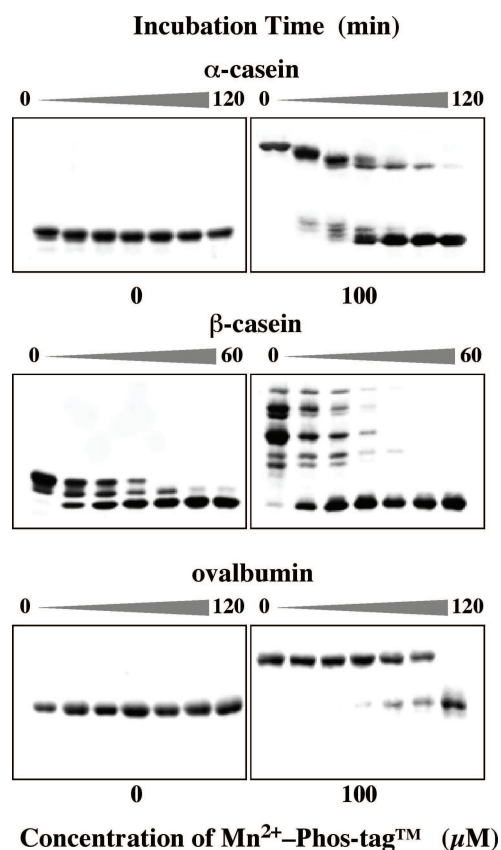 Incubation Time (min)
α-casein
0 120 0 120
0 100
β-casein
0 60 0 60
ovalbumin
0 120 0 120
0 100
Concentration of Mn²⁺–Phos-tag™ (µM)